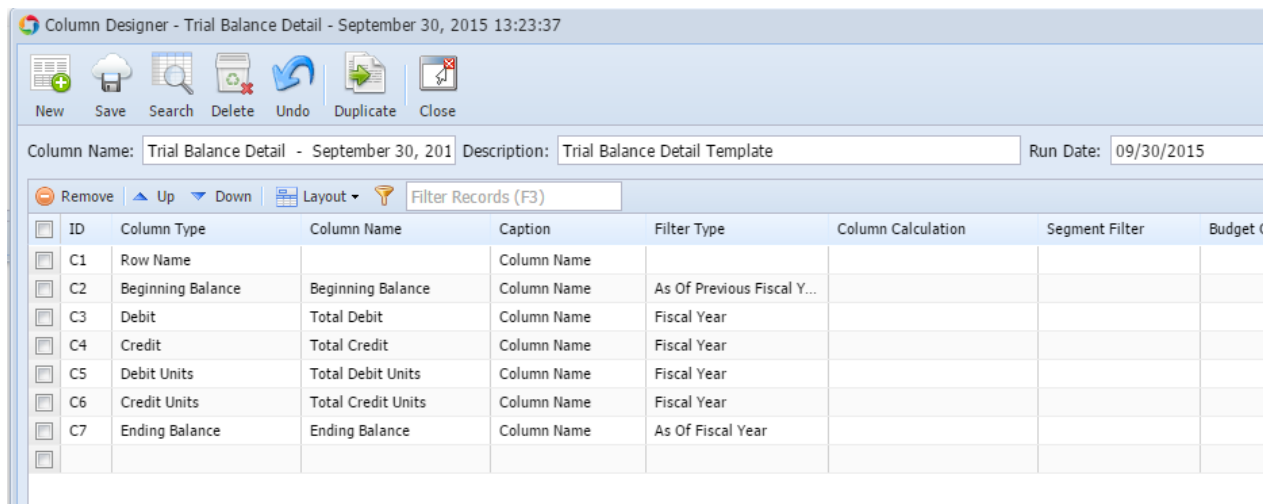 Column Designer - Trial Balance Detail - September 30, 2015 13:23:37
New Save Search Delete Undo Duplicate Close
Column Name: Trial Balance Detail - September 30, 201 Description: Trial Balance Detail Template Run Date: 09/30/2015
Remove Up Down Layout Filter Records (F3)
ID Column Type Column Name Caption Filter Type Column Calculation Segment Filter Budget
C1 Row Name Column Name
C2 Beginning Balance Beginning Balance Column Name As Of Previous Fiscal Y...
C3 Debit Total Debit Column Name Fiscal Year
C4 Credit Total Credit Column Name Fiscal Year
C5 Debit Units Total Debit Units Column Name Fiscal Year
C6 Credit Units Total Credit Units Column Name Fiscal Year
C7 Ending Balance Ending Balance Column Name As Of Fiscal Year